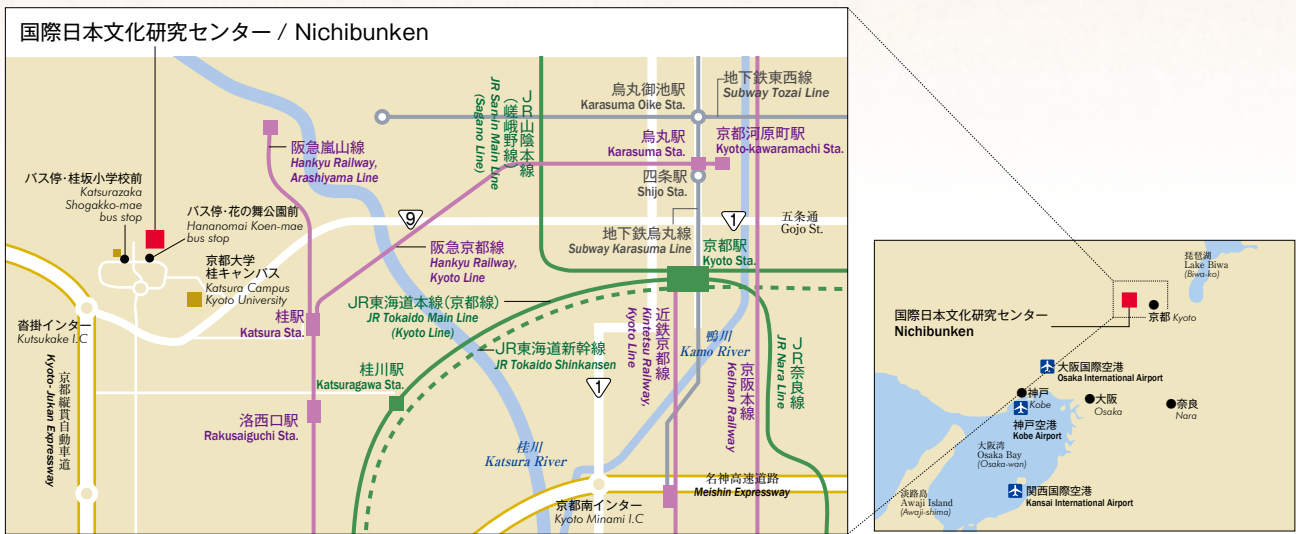 国際日本文化研究センター / Nichibunken
烏丸御池駅
Karasuma Oike Sta.
地下鉄東西線
Subway Tozai Line
JR山陰本線
(嵯峨野線)
JR San-in Main Line
(Sagano Line)
阪急嵐山線
Hankyu Railway,
Arashiyama Line
烏丸駅
Karasuma Sta.
京都河原町駅
Kyoto-kawaramachi Sta.
四条駅
Shijo Sta.
バス停・桂坂小学校前
Katsurazaka
Shogakko-mae
bus stop
バス停・花の舞公園前
Hananomai Koen-mae
bus stop
9
1
五条通
Gojo St.
地下鉄烏丸線
Subway Karasuma Line
阪急京都線
Hankyu Railway,
Kyoto Line
京都駅
Kyoto Sta.
京都大学
桂キャンパス
Katsura Campus
Kyoto University
JR東海道本線(京都線)
JR Tokaido Main Line
(Kyoto Line)
沓掛インター
Kutsukake I.C
桂駅
Katsura Sta.
近鉄京都線
Kintetsu Railway,
Kyoto Line
鴨川
Kamo River
京阪本線
Keihan Railway
JR奈良線
JR Nara Line
JR東海道新幹線
JR Tokaido Shinkansen
京都縦貫自動車道
Kyoto-Jukan Expressway
桂川駅
Katsuragawa Sta.
1
洛西口駅
Rakusaiguchi Sta.
桂川
Katsura River
名神高速道路
Meishin Expressway
京都南インター
Kyoto Minami I.C
琵琶湖
Lake Biwa
(Biwa-ko)
国際日本文化研究センター
Nichibunken
京都 Kyoto
大阪国際空港
Osaka International Airport
神戸
Kobe
大阪
Osaka
奈良
Nara
神戸空港
Kobe Airport
大阪湾
Osaka Bay
(Osaka-wan)
淡路島
Awaji Island
(Awaji-shima)
関西国際空港
Kansai International Airport